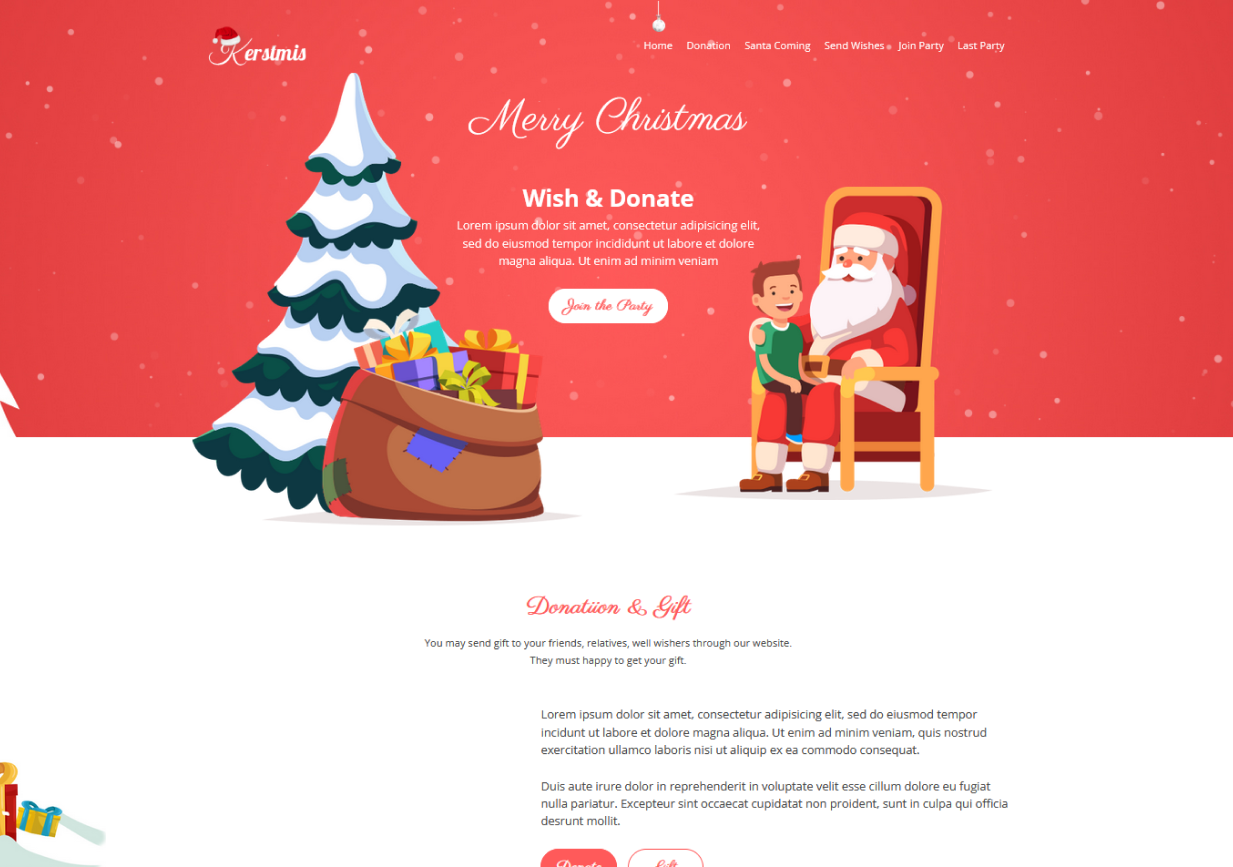 Kerstmis
Home Donation Santa Coming Send Wishes Join Party Last Party
Merry Christmas
Wish & Donate
Lorem ipsum dolor sit amet, consectetur adipisicing elit,
sed do eiusmod tempor incididunt ut labore et dolore
magna aliqua. Ut enim ad minim veniam
Join the Party
Donatiion & Gift
You may send gift to your friends, relatives, well wishers through our website.
They must happy to get your gift.
Lorem ipsum dolor sit amet, consectetur adipisicing elit, sed do eiusmod tempor
incidunt ut labore et dolore magna aliqua. Ut enim ad minim veniam, quis nostrud
exercitation ullamco laboris nisi ut aliquip ex ea commodo consequat.
Duis aute irure dolor in reprehenderit in voluptate velit esse cillum dolore eu fugiat
nulla pariatur. Excepteur sint occaecat cupidatat non proident, sunt in culpa qui officia
desrunt mollit.
Donate Gift